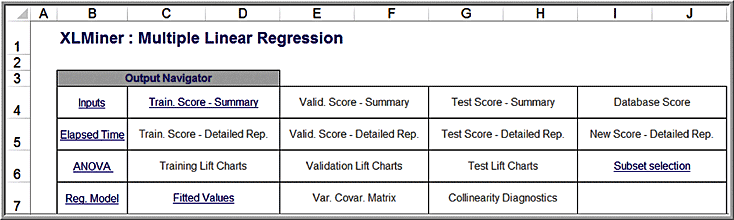 A B C D E F G H I J
1 XLMiner : Multiple Linear Regression
2
3 Output Navigator
4 Inputs Train. Score - Summary Valid. Score - Summary Test Score - Summary Database Score
5 Elapsed Time Train. Score - Detailed Rep. Valid. Score - Detailed Rep. Test Score - Detailed Rep. New Score - Detailed Rep.
6 ANOVA Training Lift Charts Validation Lift Charts Test Lift Charts Subset selection
7 Reg. Model Fitted Values Var. Covar. Matrix Collinearity Diagnostics